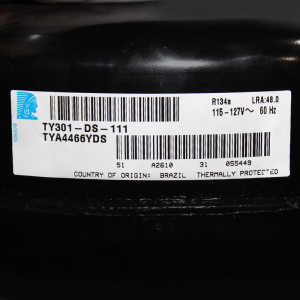 R134a LRA:48.0
115-127V~ 60 Hz
TY301-DS-111
TYA4466YDS
51 A2610 31 055449
COUNTRY OF ORIGIN: BRAZIL THERMALLY PROTECTED